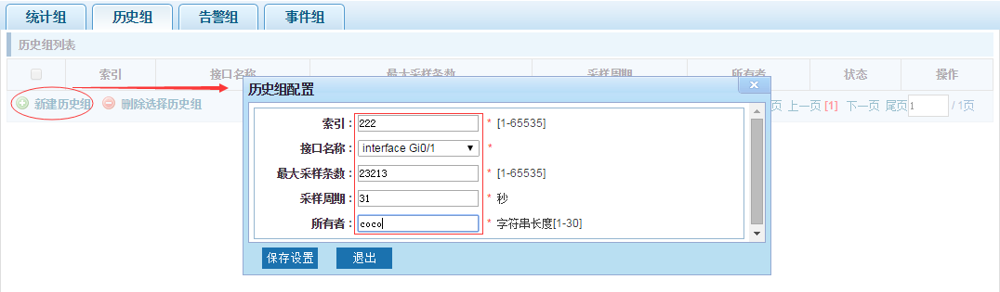 统计组 历史组 告警组 事件组
历史组列表
索引 接口名称 最大采样条数 采样周期 所有者 状态 操作
新建历史组 删除选择历史组 页 上一页 [1] 下一页 尾页 1 / 1页
历史组配置
索引： 222 * [1-65535]
接口名称： interface Gi0/1 *
最大采样条数： 23213 * [1-65535]
采样周期： 31 * 秒
所有者： coco * 字符串长度[1-30]
保存设置 退出